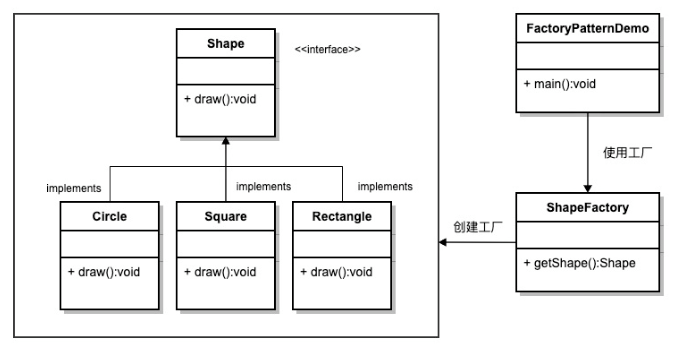 Shape
<<interface>>
+ draw():void
implements
implements
implements
Circle
+ draw():void
Square
+ draw():void
Rectangle
+ draw():void
FactoryPatternDemo
+ main():void
使用工厂
ShapeFactory
+ getShape():Shape
创建工厂